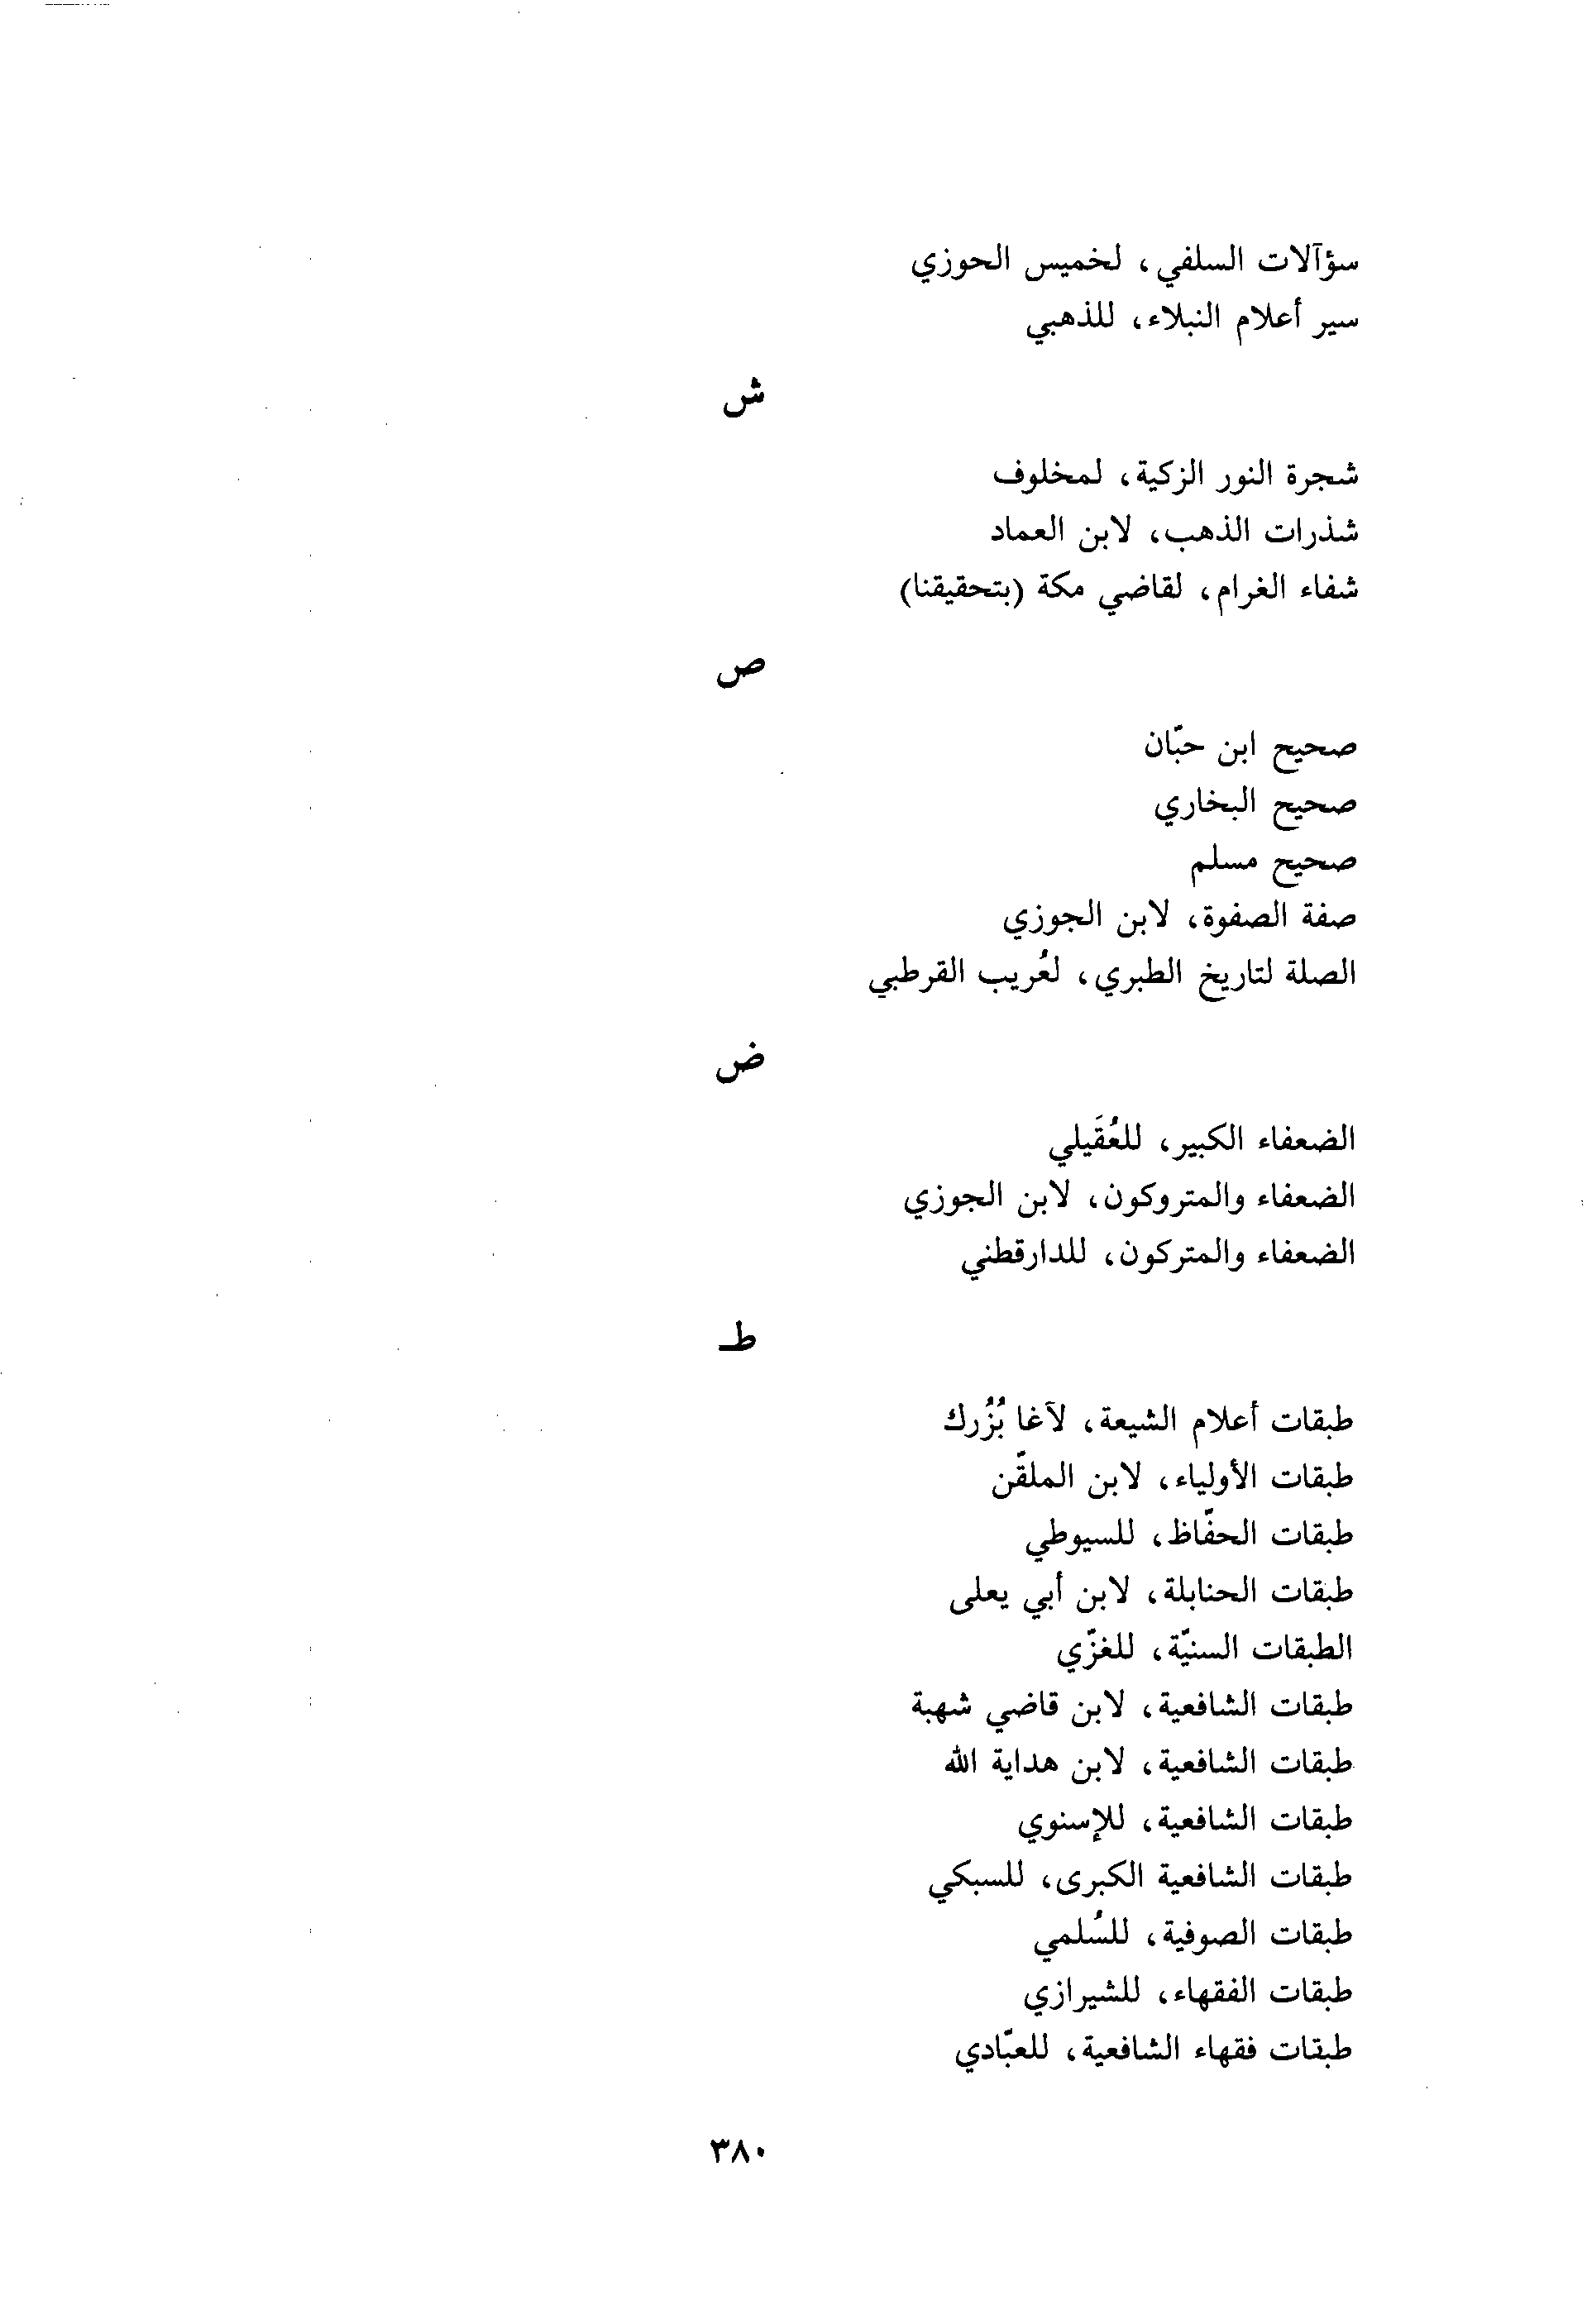 سؤآلات السلفي، لخميس الحوزي
سير أعلام النبلاء، للذهبي
ش
شجرة النور الزكية، لمخلوف
شذرات الذهب، لابن العماد
شفاء الغرام، لقاضي مكة (بتحقيقنا)
ص
صحيح ابن حبّان
صحيح البخاري
صحيح مسلم
صفة الصفوة، لابن الجوزي
الصلة لتاريخ الطبري، لعُريب القرطبي
ض
الضعفاء الكبير، للعُقَيلي
الضعفاء والمتروكون، لابن الجوزي
الضعفاء والمتركون، للدارقطني
طـ
طبقات أعلام الشيعة، لآغا بُزُرك
طبقات الأولياء، لابن الملقّن
طبقات الحفّاظ، للسيوطي
طبقات الحنابلة، لابن أبي يعلى
الطبقات السنيّة، للغزّي
طبقات الشافعية، لابن قاضي شهبة
طبقات الشافعية، لابن هداية الله
طبقات الشافعية، للإسنوي
طبقات الشافعية الكبرى، للسبكي
طبقات الصوفية، للسُلمي
طبقات الفقهاء، للشيرازي
طبقات فقهاء الشافعية، للعبّادي
٣٨٠